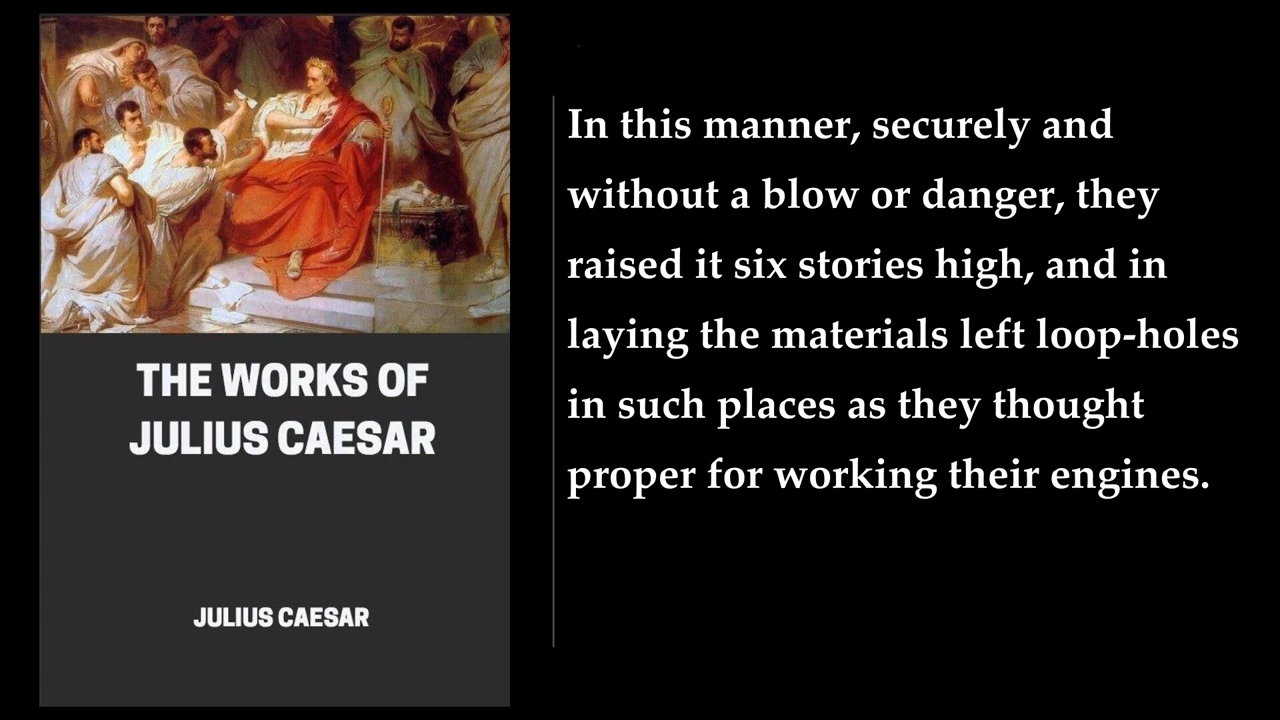 THE WORKS OF
JULIUS CAESAR
JULIUS CAESAR
In this manner, securely and
without a blow or danger, they
raised it six stories high, and in
laying the materials left loop-holes
in such places as they thought
proper for working their engines.